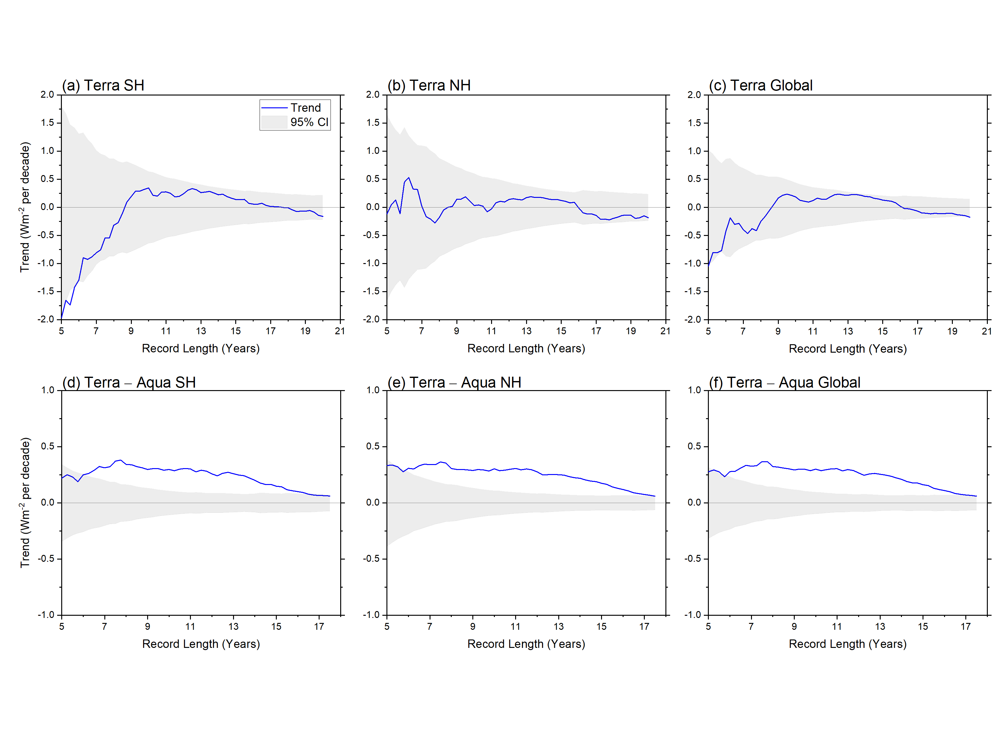 (a) Terra SH
(b) Terra NH
(c) Terra Global
2.0
1.5
1.0
0.5
0.0
-0.5
-1.0
-1.5
-2.0
Trend (Wm-2 per decade)
Trend
95% CI
5 7 9 11 13 15 17 19 21
Record Length (Years)
2.0
1.5
1.0
0.5
0.0
-0.5
-1.0
-1.5
-2.0
5 7 9 11 13 15 17 19 21
Record Length (Years)
2.0
1.5
1.0
0.5
0.0
-0.5
-1.0
-1.5
-2.0
5 7 9 11 13 15 17 19 21
Record Length (Years)
(d) Terra – Aqua SH
(e) Terra – Aqua NH
(f) Terra – Aqua Global
1.0
0.5
0.0
-0.5
-1.0
Trend (Wm-2 per decade)
5 7 9 11 13 15 17
Record Length (Years)
1.0
0.5
0.0
-0.5
-1.0
5 7 9 11 13 15 17
Record Length (Years)
1.0
0.5
0.0
-0.5
-1.0
5 7 9 11 13 15 17
Record Length (Years)